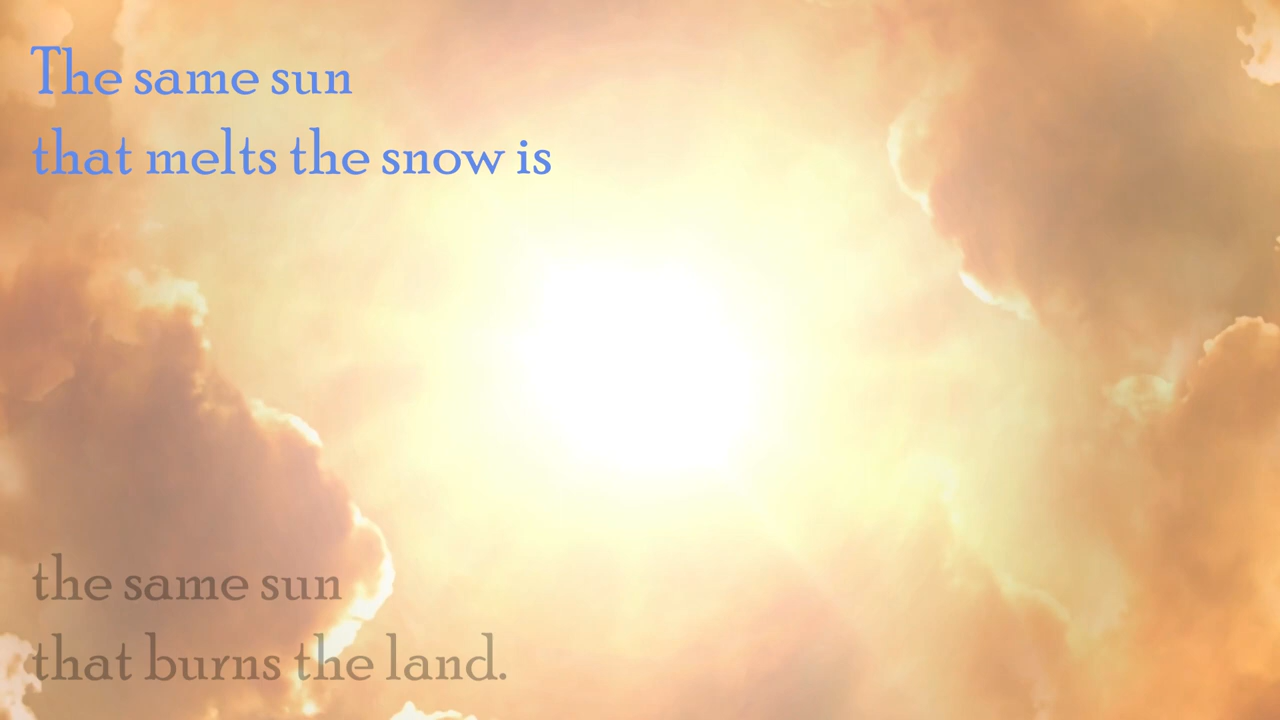 The same sun
that melts the snow is
the same sun
that burns the land.